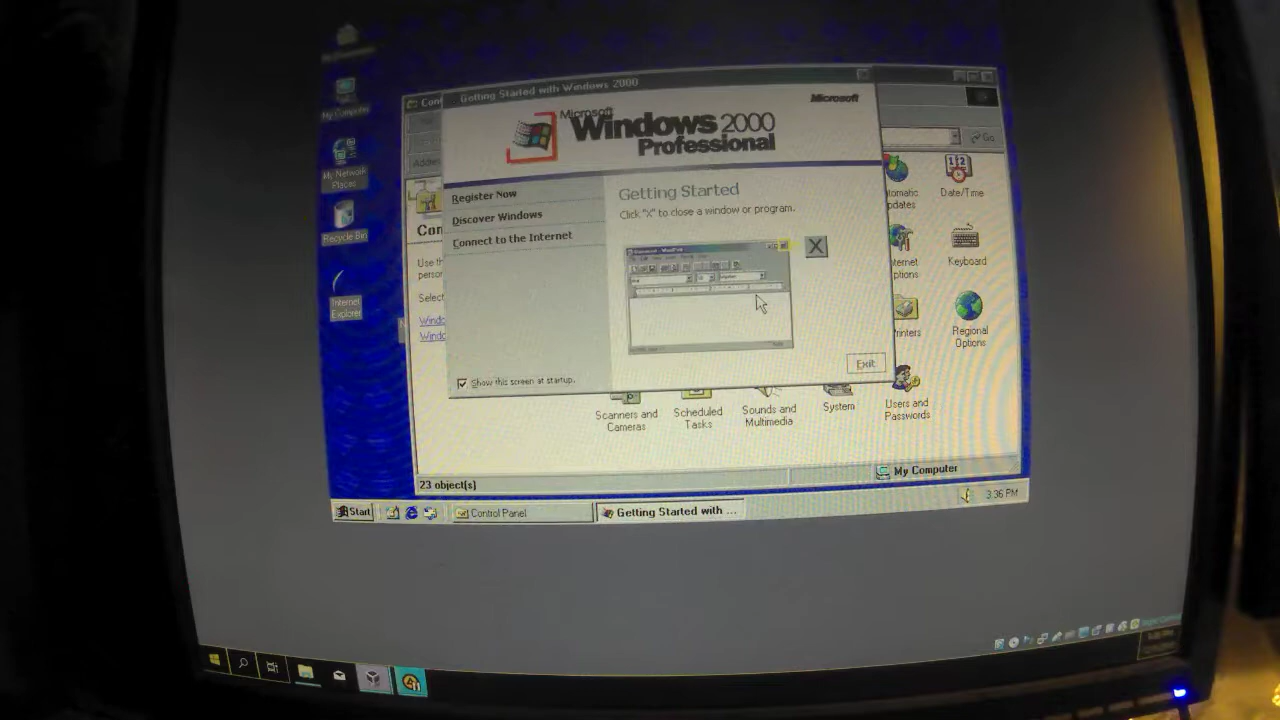 My Computer
My Network
Places
Recycle Bin
Internet
Explorer
Getting Started with Windows 2000
Microsoft
Microsoft
Windows 2000
Professional
Go
Register Now
Discover Windows
Connect to the Internet
Getting Started
Click "X" to close a window or program.
X
Show this screen at startup.
Exit
Date/Time
Keyboard
Regional
Options
Users and
Passwords
Scanners and
Cameras
Scheduled
Tasks
Sounds and
Multimedia
System
23 object(s)
My Computer
Start
Control Panel
Getting Started with ...
3:36 PM